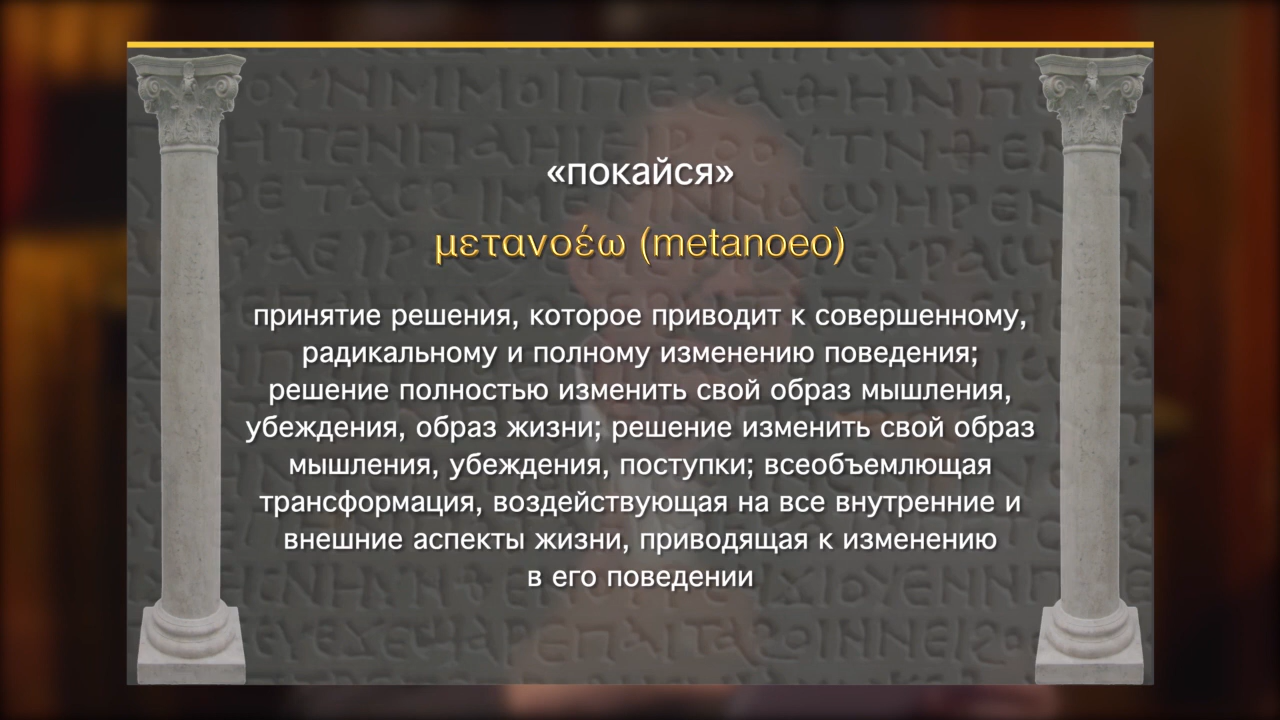 «покайся»
μετανοέω (metanoeo)
принятие решения, которое приводит к совершенному,
радикальному и полному изменению поведения;
решение полностью изменить свой образ мышления,
убеждения, образ жизни; решение изменить свой образ
мышления, убеждения, поступки; всеобъемлющая
трансформация, воздействующая на все внутренние и
внешние аспекты жизни, приводящая к изменению
в его поведении